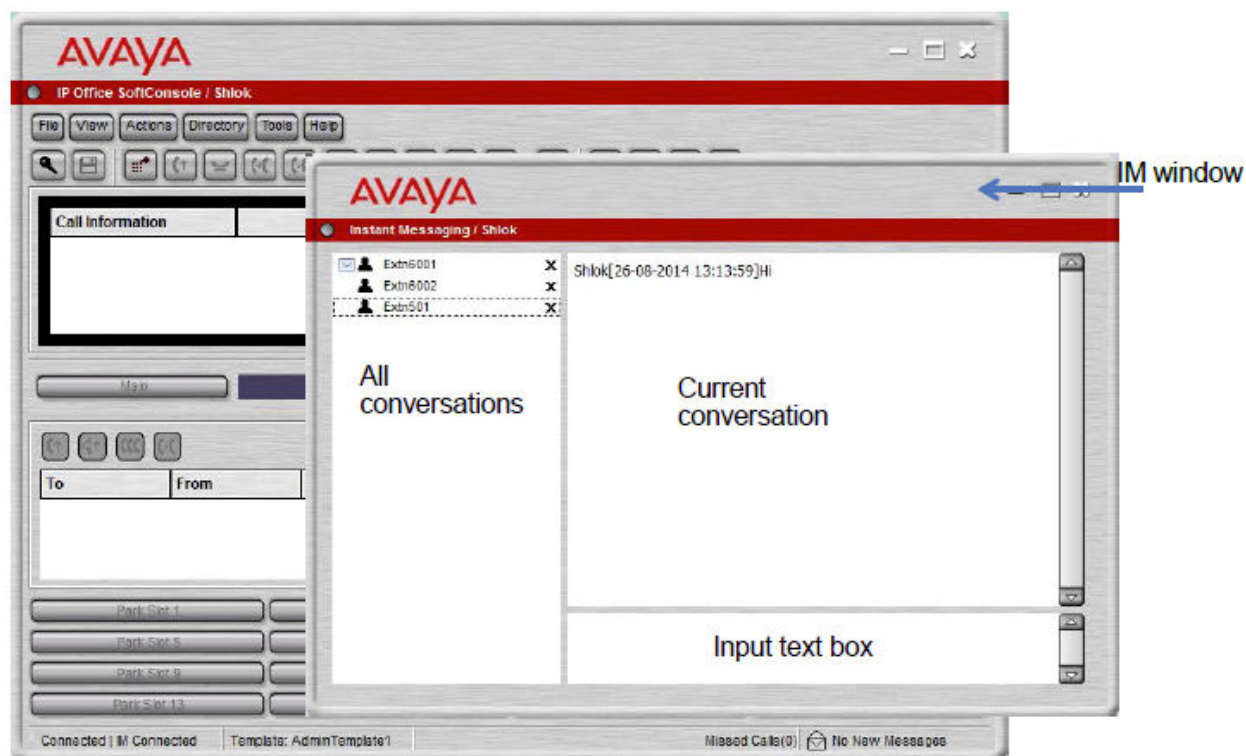 AVAYA
IP Office SoftConsole / Shlok
File View Actions Directory Tools Help
IM window
AVAYA
Call Information
Instant Messaging / Shlok
Extn6001 X
Extn6002 X
Extn501 X
Shlok[26-08-2014 13:13:59]Hi
All
conversations
Current
conversation
Main
To From
Input text box
Park Slot 1
Park Slot 5
Park Slot 9
Park Slot 13
Connected | IM Connected Template: AdminTemplate1 Missed Calls(0) No New Messages